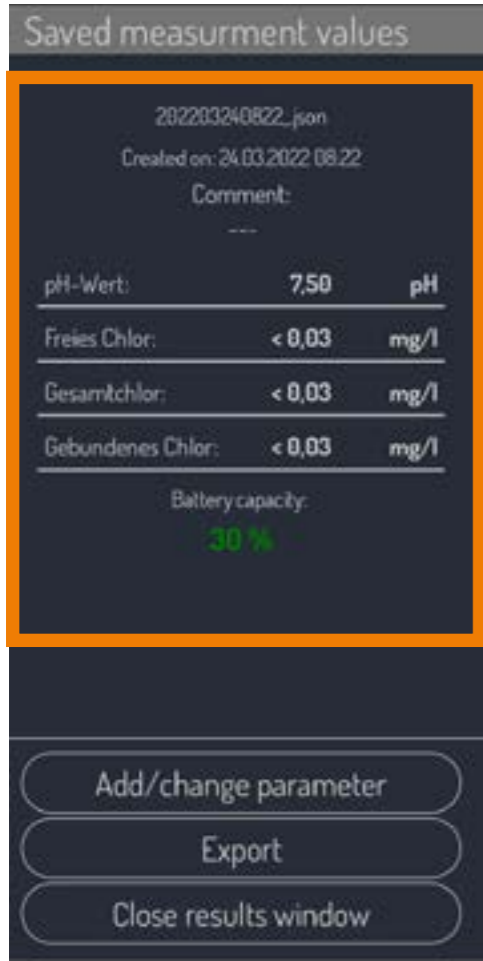 Saved measurment values
202203240822_json
Created on: 24.03.2022 08:22
Comment:
---
pH-Wert: 7,50 pH
Freies Chlor: < 0,03 mg/l
Gesamtchlor: < 0,03 mg/l
Gebundenes Chlor: < 0,03 mg/l
Battery capacity:
30 %
Add/change parameter
Export
Close results window